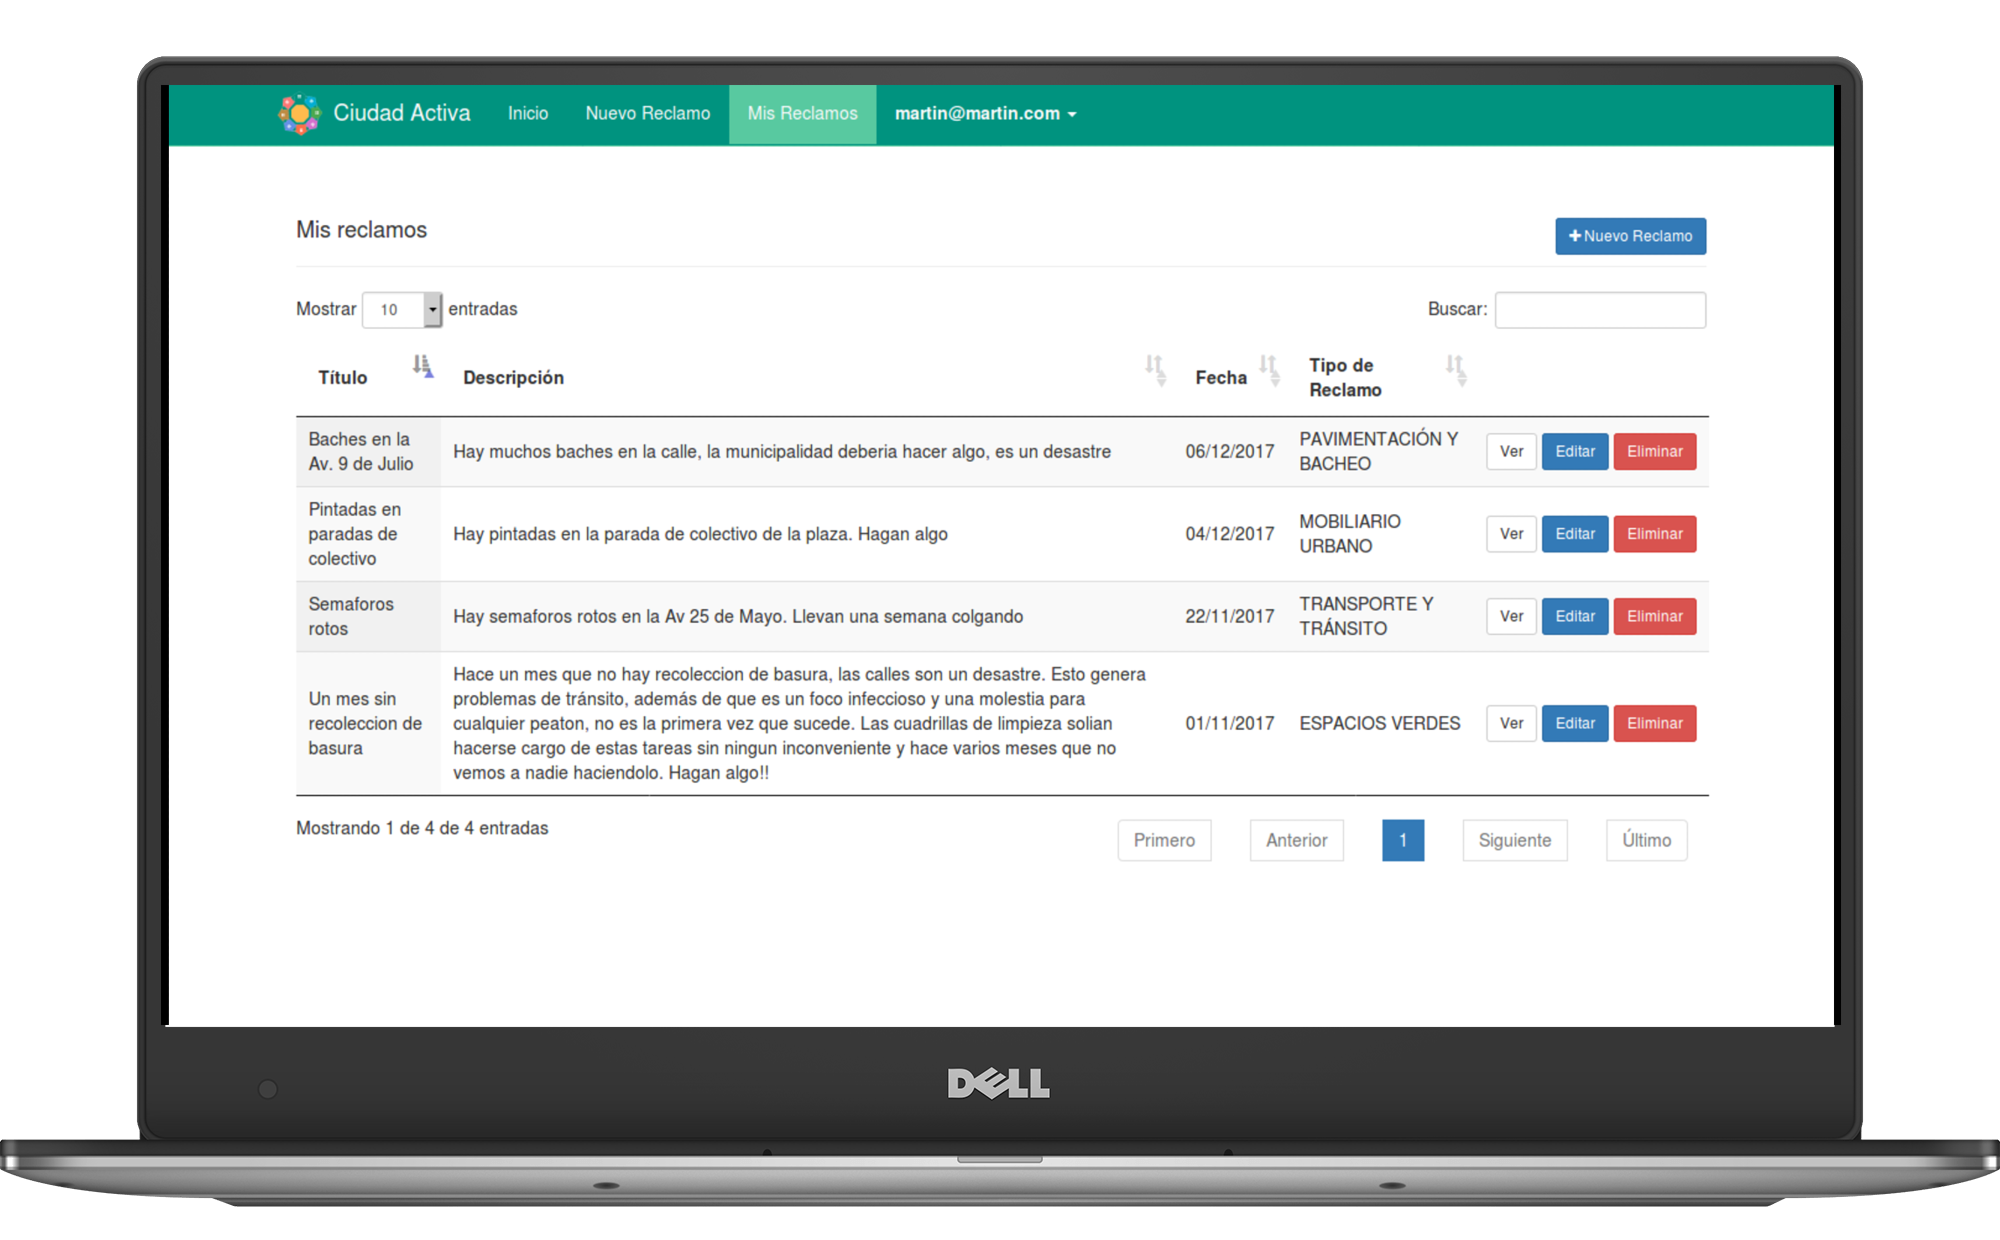 Ciudad Activa Inicio Nuevo Reclamo Mis Reclamos martin@martin.com
Mis reclamos
Nuevo Reclamo
Mostrar 10 entradas
Buscar:
Título Descripción Fecha Tipo de
Reclamo
Baches en la
Av. 9 de Julio
Hay muchos baches en la calle, la municipalidad deberia hacer algo, es un desastre
06/12/2017
PAVIMENTACIÓN Y
BACHEO
Ver Editar Eliminar
Pintadas en
paradas de
colectivo
Hay pintadas en la parada de colectivo de la plaza. Hagan algo
04/12/2017
MOBILIARIO
URBANO
Ver Editar Eliminar
Semaforos
rotos
Hay semaforos rotos en la Av 25 de Mayo. Llevan una semana colgando
22/11/2017
TRANSPORTE Y
TRÁNSITO
Ver Editar Eliminar
Un mes sin
recoleccion de
basura
Hace un mes que no hay recoleccion de basura, las calles son un desastre. Esto genera
problemas de tránsito, además de que es un foco infeccioso y una molestia para
cualquier peaton, no es la primera vez que sucede. Las cuadrillas de limpieza solian
hacerse cargo de estas tareas sin ningun inconveniente y hace varios meses que no
vemos a nadie haciendolo. Hagan algo!!
01/11/2017
ESPACIOS VERDES
Ver Editar Eliminar
Mostrando 1 de 4 de 4 entradas
Primero Anterior 1 Siguiente Último
DELL